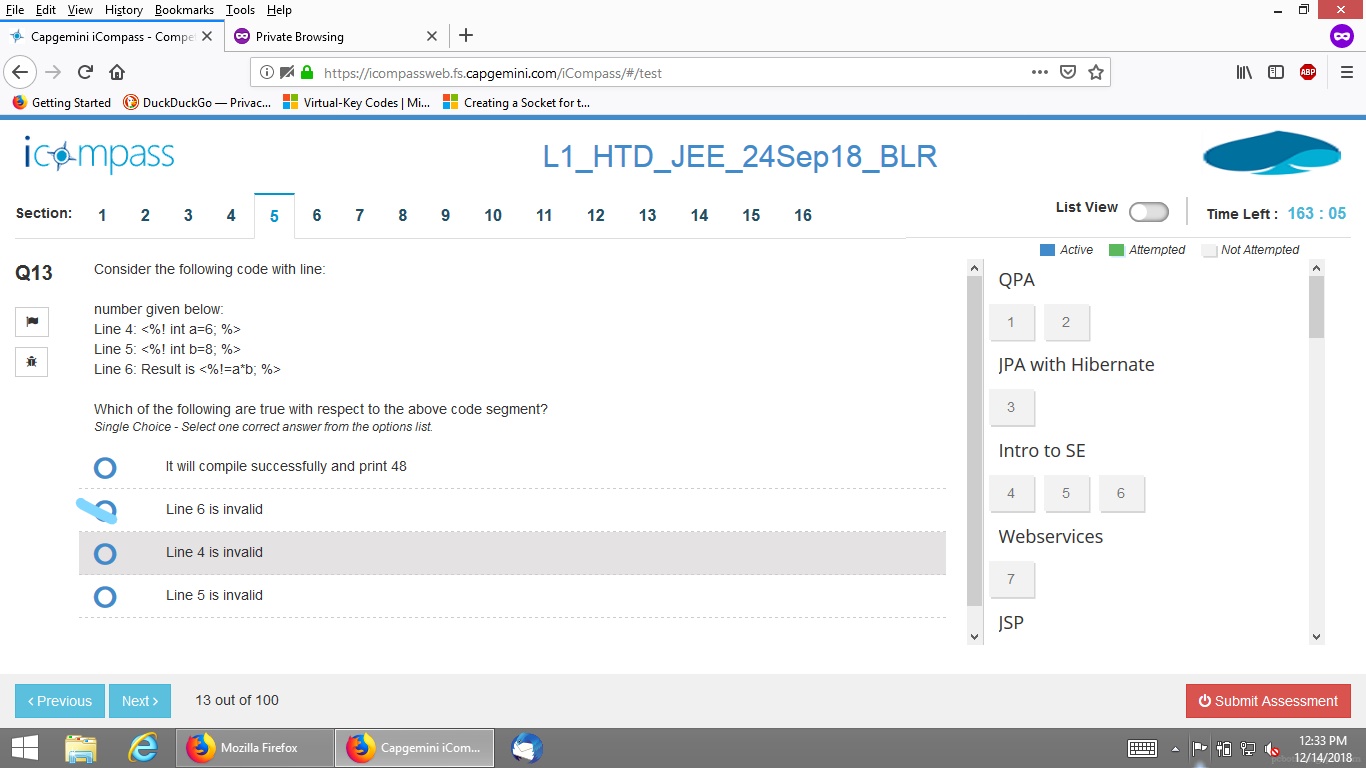 File Edit View History Bookmarks Tools Help
Capgemini iCompass - Compe
Private Browsing
https://icompassweb.fs.capgemini.com/iCompass/#/test
ABP
Getting Started
DuckDuckGo — Privac...
Virtual-Key Codes | Mi...
Creating a Socket for t...
icompass
L1_HTD_JEE_24Sep18_BLR
Section: 1 2 3 4 5 6 7 8 9 10 11 12 13 14 15 16
List View
Time Left : 163 : 05
Active Attempted Not Attempted
Q13
Consider the following code with line:
number given below:
Line 4: <%! int a=6; %>
Line 5: <%! int b=8; %>
Line 6: Result is <%!=a*b; %>
Which of the following are true with respect to the above code segment?
Single Choice - Select one correct answer from the options list.
It will compile successfully and print 48
Line 6 is invalid
Line 4 is invalid
Line 5 is invalid
QPA
1 2
JPA with Hibernate
3
Intro to SE
4 5 6
Webservices
7
JSP
‹ Previous
Next ›
13 out of 100
Submit Assessment
Mozilla Firefox
Capgemini iCom...
12:33 PM
12/14/2018